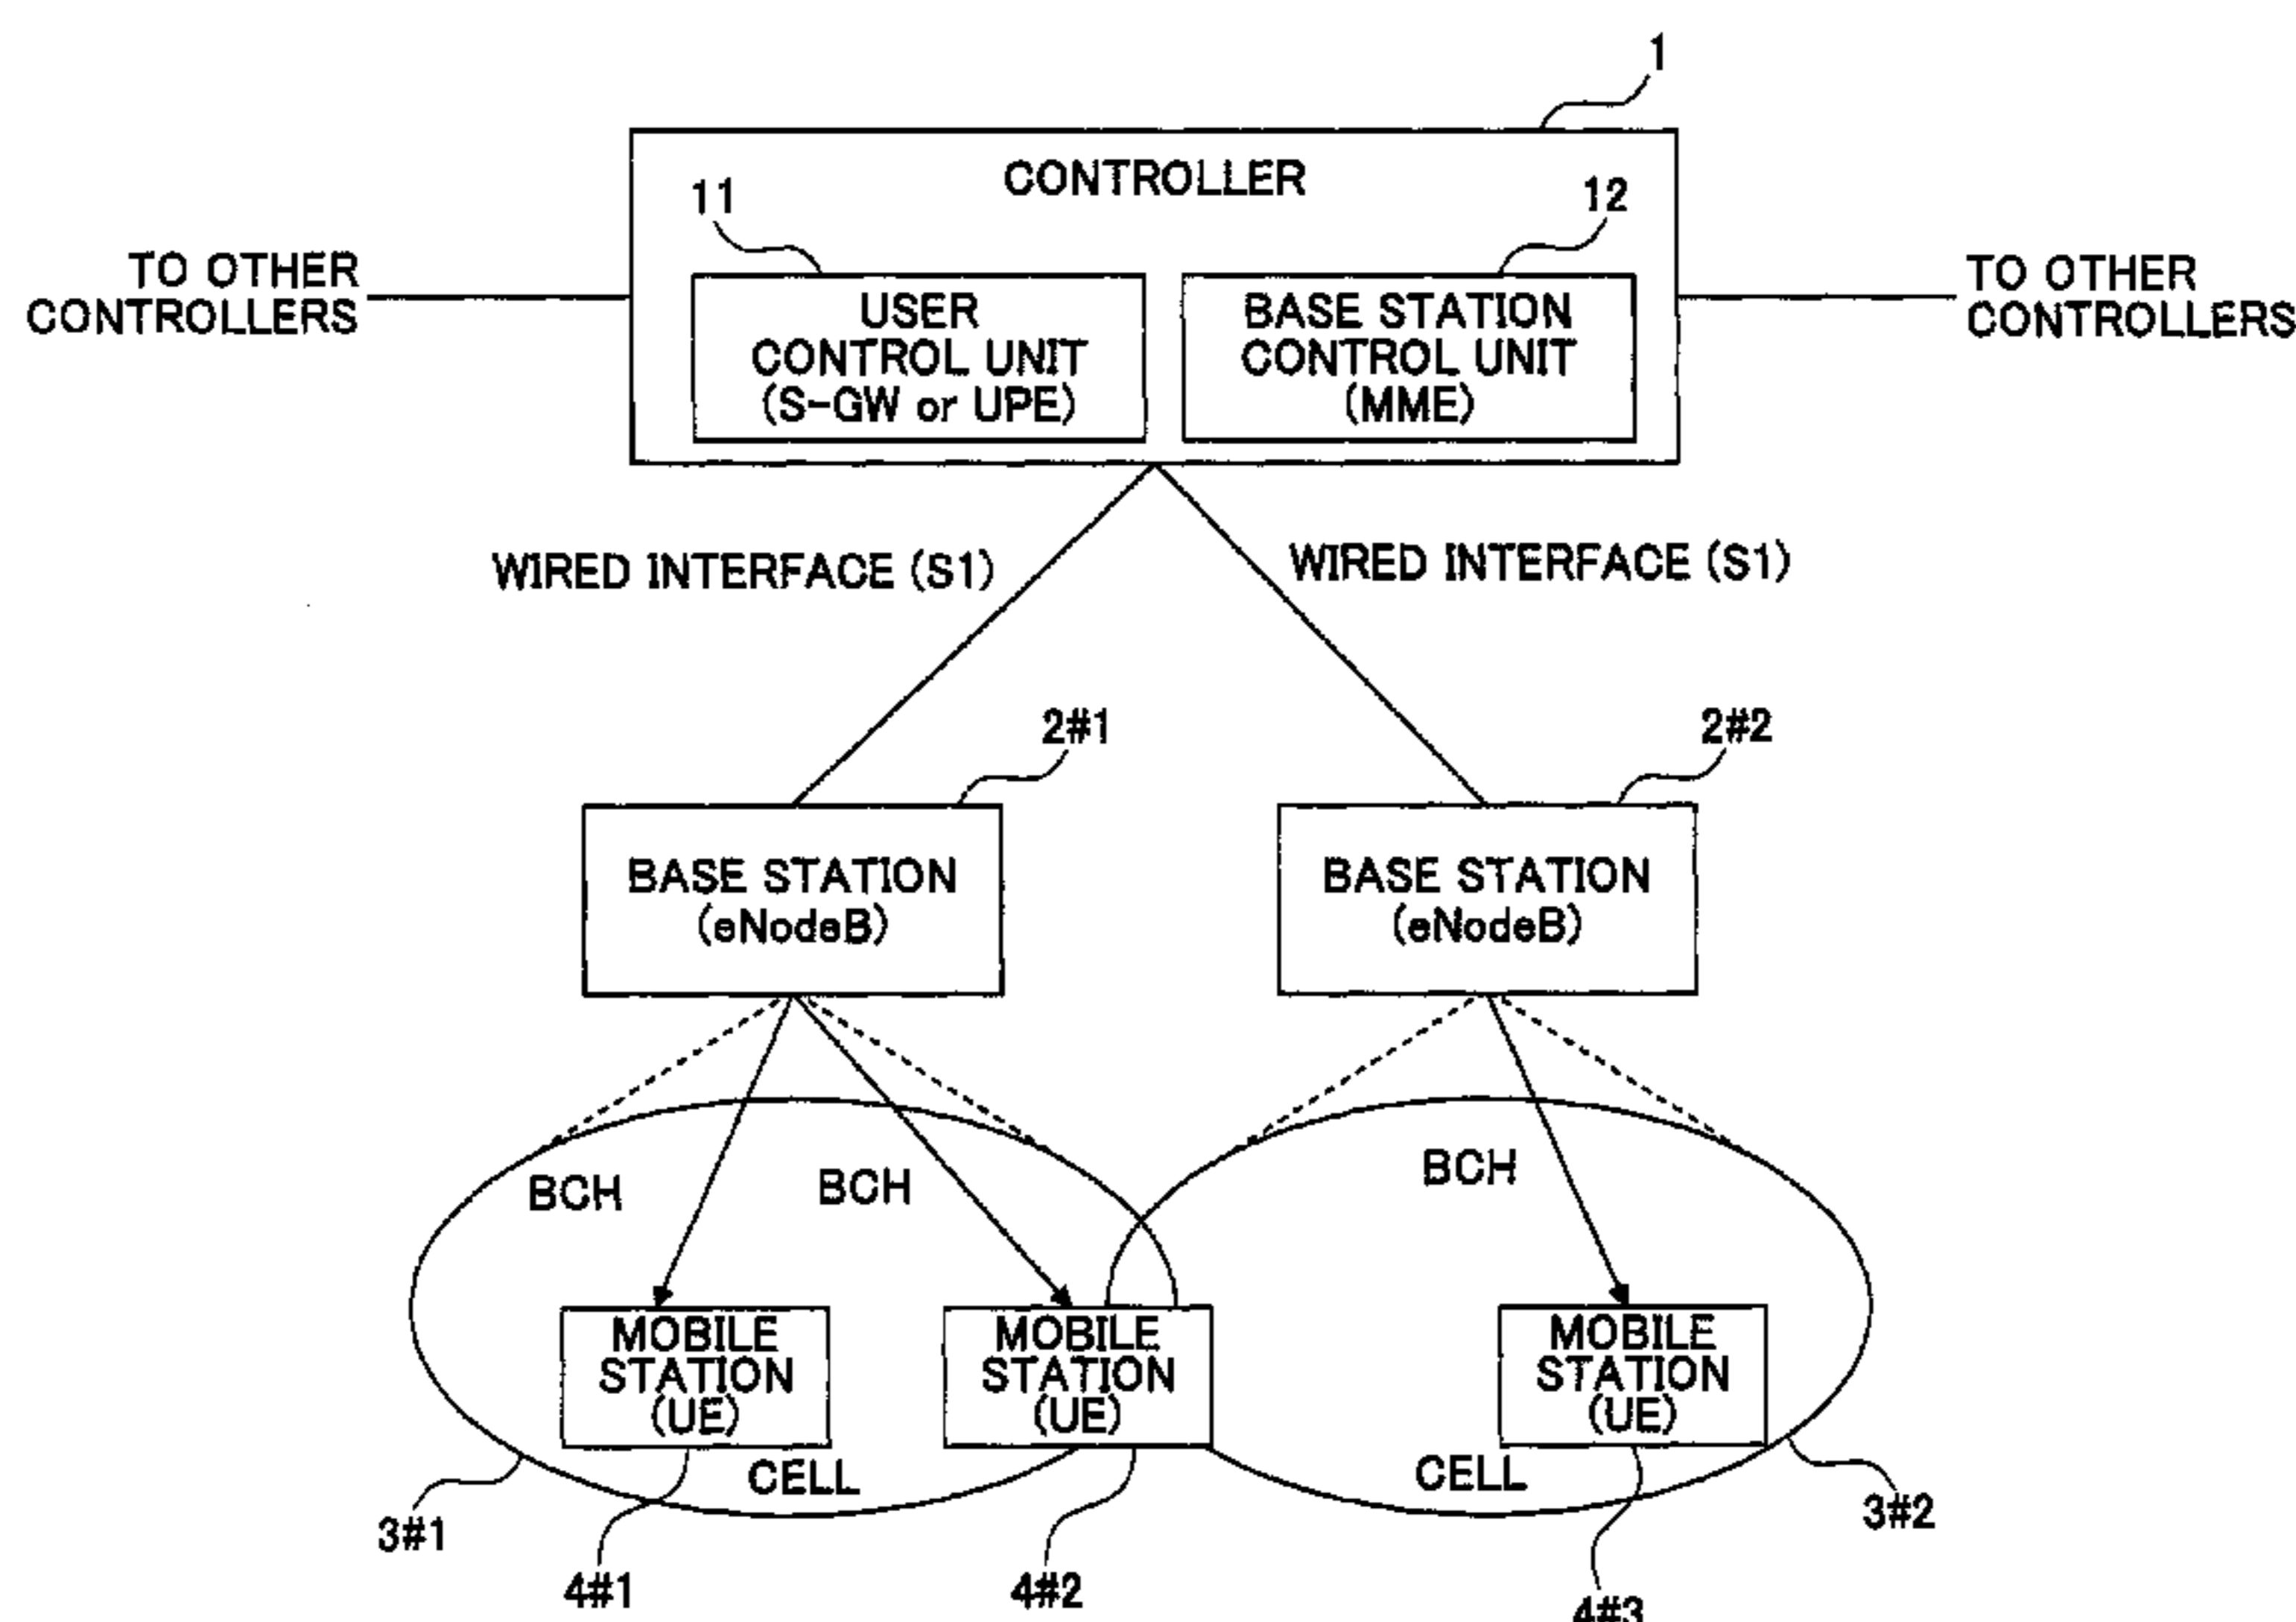 1
CONTROLLER
11
12
TO OTHER
CONTROLLERS
USER
CONTROL UNIT
(S-GW or UPE)
BASE STATION
CONTROL UNIT
(MME)
TO OTHER
CONTROLLERS
WIRED INTERFACE (S1)
WIRED INTERFACE (S1)
2#1
2#2
BASE STATION
(eNodeB)
BASE STATION
(eNodeB)
BCH
BCH
BCH
MOBILE
STATION
(UE)
MOBILE
STATION
(UE)
MOBILE
STATION
(UE)
CELL
CELL
3#1
3#2
4#1
4#2
4#3